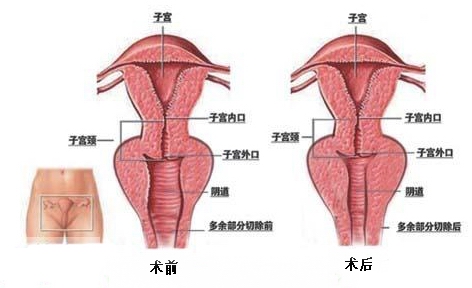 子宫
子宫内口
子宫颈
子宫外口
阴道
多余部分切除前
术前
子宫
子宫内口
子宫颈
子宫外口
阴道
多余部分切除后
术后